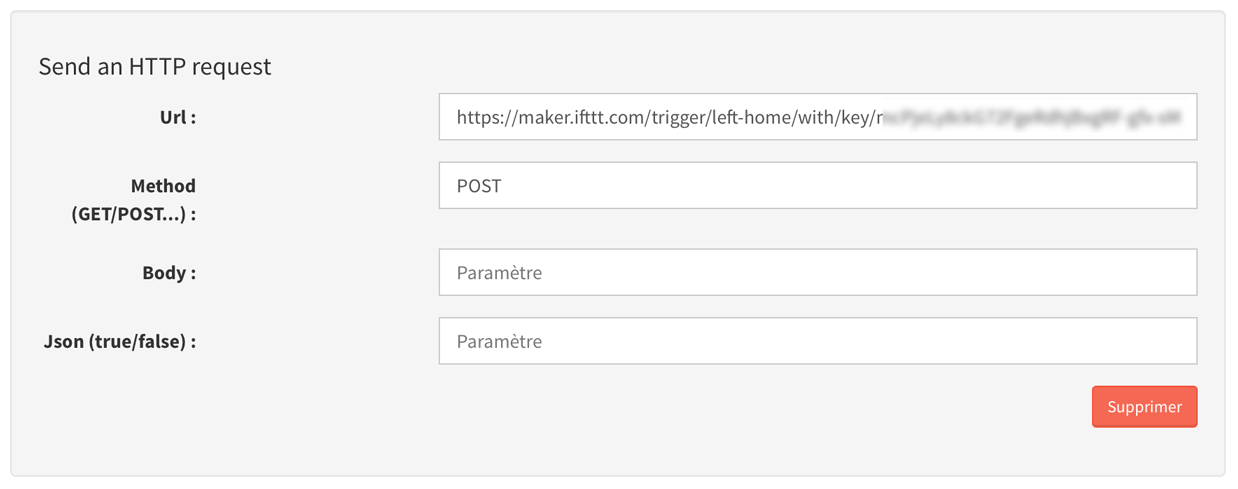 Send an HTTP request
Url :
https://maker.ifttt.com/trigger/left-home/with/key/
Method
(GET/POST...) :
POST
Body :
Paramètre
Json (true/false) :
Paramètre
Supprimer